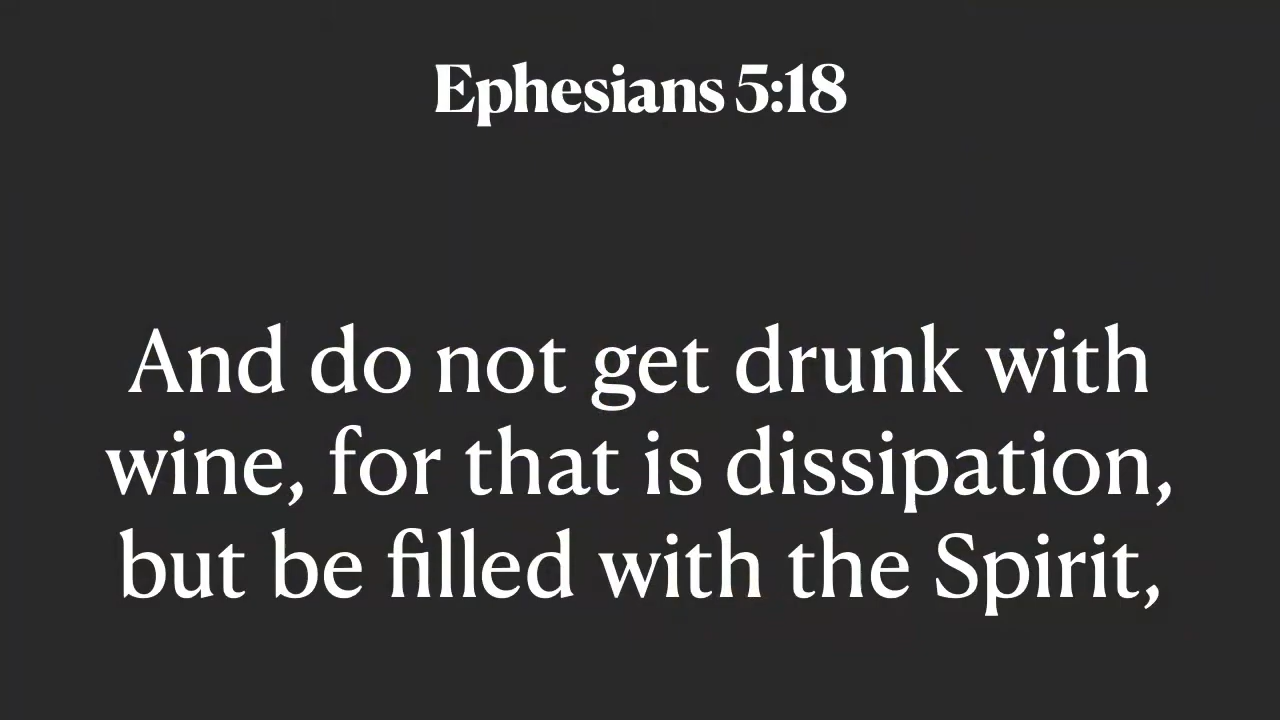 Ephesians 5:18
And do not get drunk with
wine, for that is dissipation,
but be filled with the Spirit,